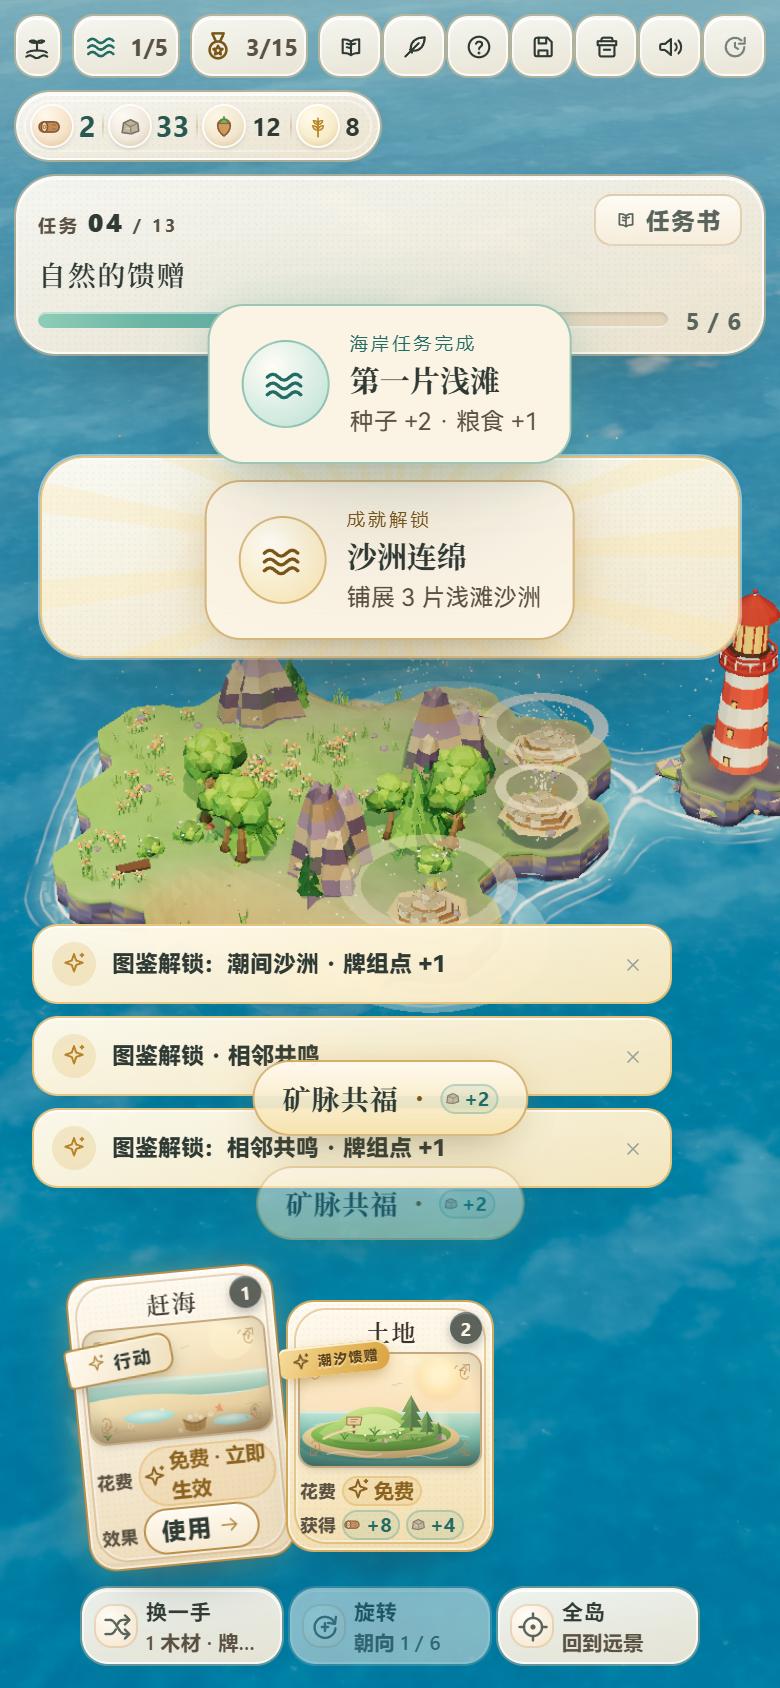 1/5
3/15
2
33
12
8
任务 04 / 13
任务书
自然的馈赠
5 / 6
海岸任务完成
第一片浅滩
种子 +2 · 粮食 +1
成就解锁
沙洲连绵
铺展 3 片浅滩沙洲
图鉴解锁：潮间沙洲 · 牌组点 +1
×
图鉴解锁 · 相邻共鸣
×
矿脉共福 · +2
图鉴解锁：相邻共鸣 · 牌组点 +1
×
矿脉共福 · +2
赶海
1
行动
花费 免费 · 立即
生效
效果 使用 →
土地
2
潮汐馈赠
花费 免费
获得 +8 +4
换一手
1 木材 · 牌...
旋转
朝向 1 / 6
全岛
回到远景